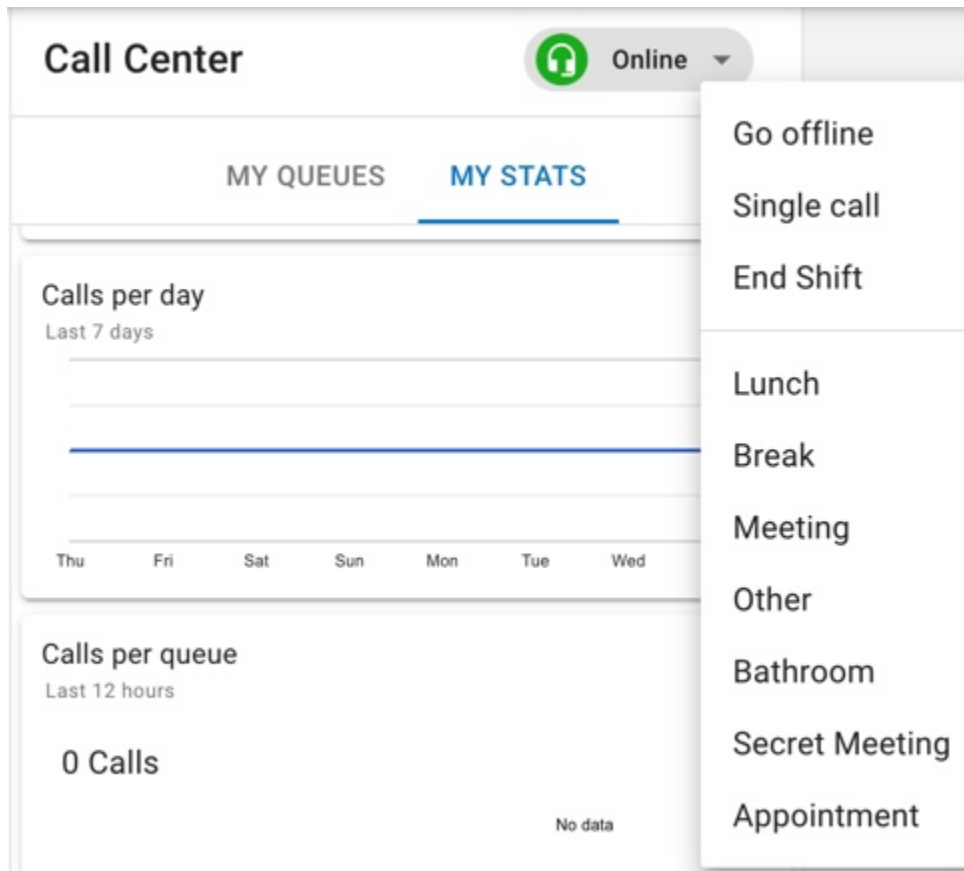 Call Center
Online
MY QUEUES
MY STATS
Calls per day
Last 7 days
Thu Fri Sat Sun Mon Tue Wed
Calls per queue
Last 12 hours
0 Calls
No data
Go offline
Single call
End Shift
Lunch
Break
Meeting
Other
Bathroom
Secret Meeting
Appointment